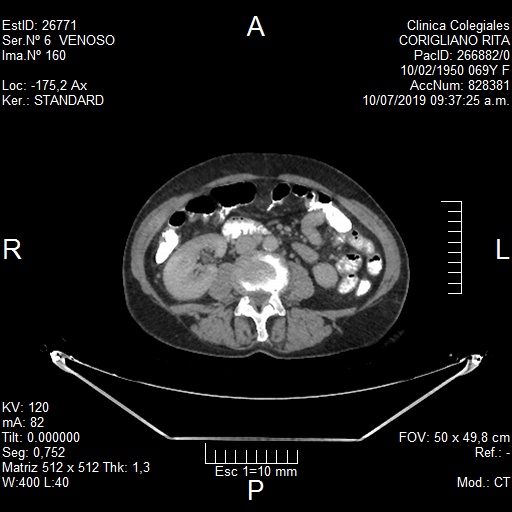 EstID: 26771
Ser.Nº 6 VENOSO
Ima.Nº 160
Loc: -175,2 Ax
Ker.: STANDARD
A
Clinica Colegiales
CORIGLIANO RITA
PacID: 266882/0
10/02/1950 069Y F
AccNum: 828381
10/07/2019 09:37:25 a.m.
R
L
KV: 120
mA: 82
Tilt: 0.000000
Seg: 0,752
Matriz 512 x 512 Thk: 1,3
W:400 L:40
Esc 1=10 mm
P
FOV: 50 x 49,8 cm
Ref.: -
Mod.: CT